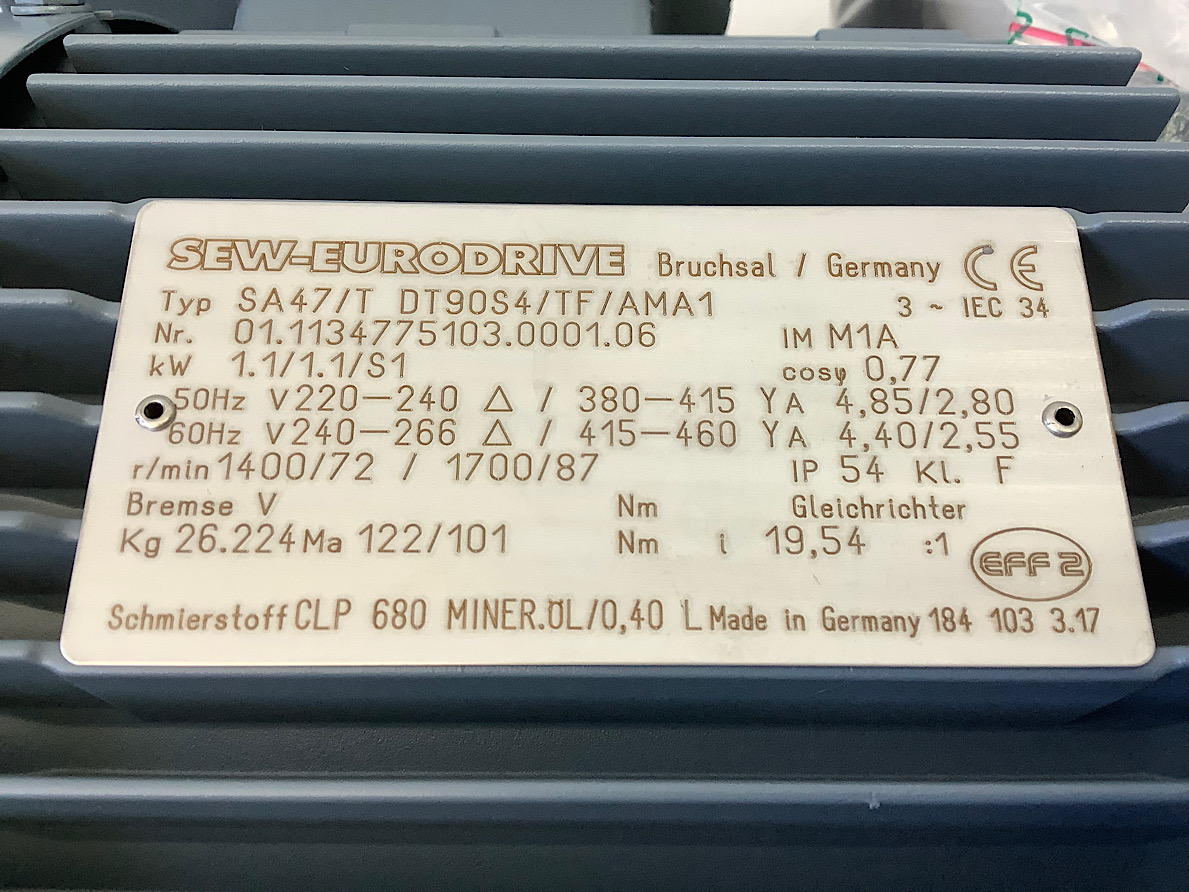 SEW-EURODRIVE Bruchsal / Germany CE
Typ SA47/T DT90S4/TF/AMA1 3 ~ IEC 34
Nr. 01.1134775103.0001.06 IM M1A
kW 1.1/1.1/S1 cosφ 0,77
50Hz V220-240 △ / 380-415 Y A 4,85/2,80
60Hz V240-266 △ / 415-460 Y A 4,40/2,55
r/min 1400/72 / 1700/87 IP 54 Kl. F
Bremse V Nm Gleichrichter
Kg 26.224 Ma 122/101 Nm i 19,54 :1
EFF 2
Schmierstoff CLP 680 MINER.ÖL/0,40 L Made in Germany 184 103 3.17